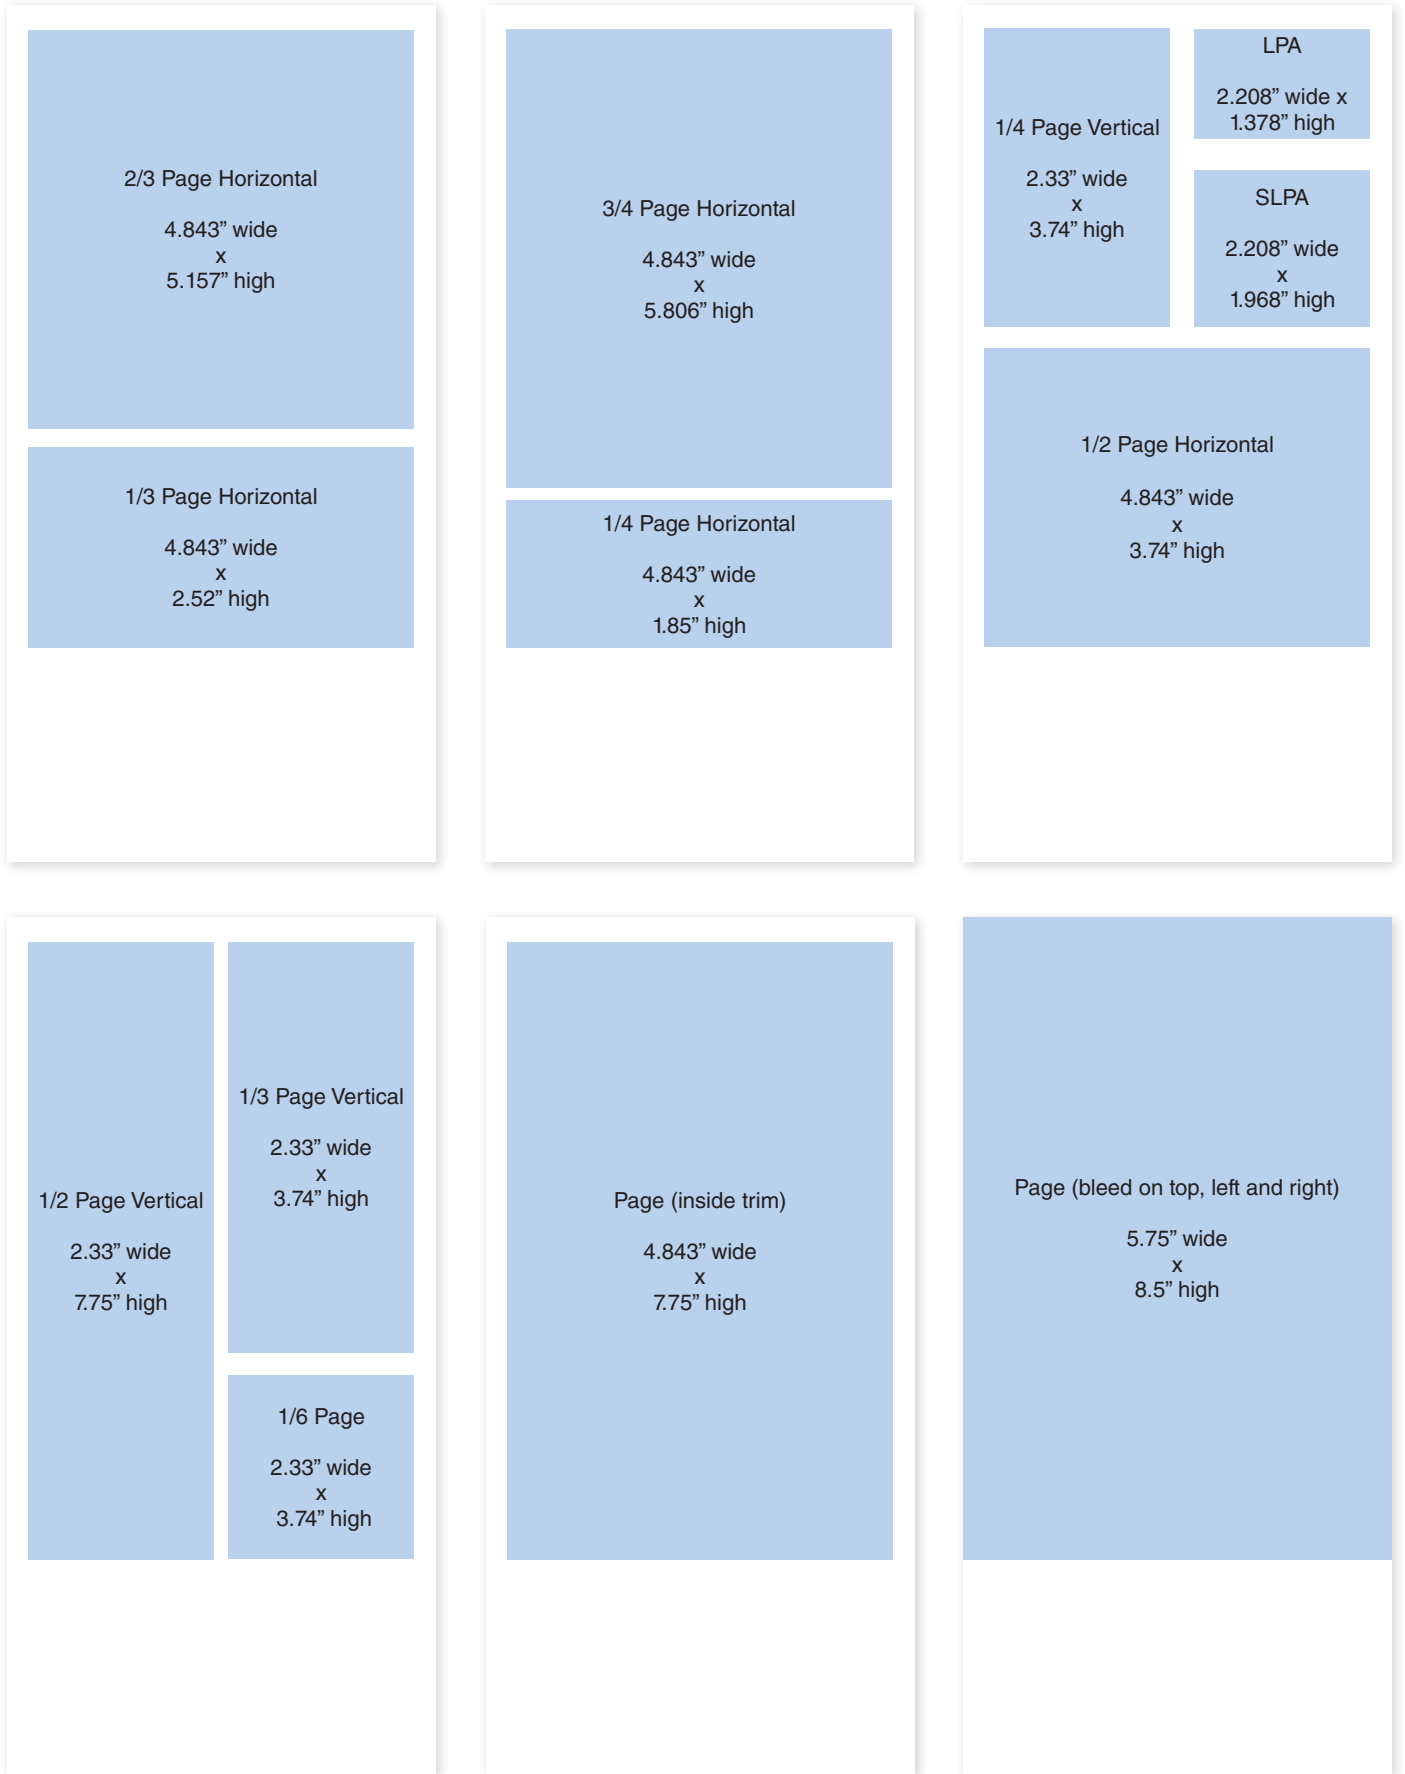 2/3 Page Horizontal
4.843” wide
x
5.157” high
1/3 Page Horizontal
4.843” wide
x
2.52” high
3/4 Page Horizontal
4.843” wide
x
5.806” high
1/4 Page Horizontal
4.843” wide
x
1.85” high
1/4 Page Vertical
2.33” wide
x
3.74” high
LPA
2.208” wide x
1.378” high
SLPA
2.208” wide
x
1.968” high
1/2 Page Horizontal
4.843” wide
x
3.74” high
1/2 Page Vertical
2.33” wide
x
7.75” high
1/3 Page Vertical
2.33” wide
x
3.74” high
1/6 Page
2.33” wide
x
3.74” high
Page (inside trim)
4.843” wide
x
7.75” high
Page (bleed on top, left and right)
5.75” wide
x
8.5” high